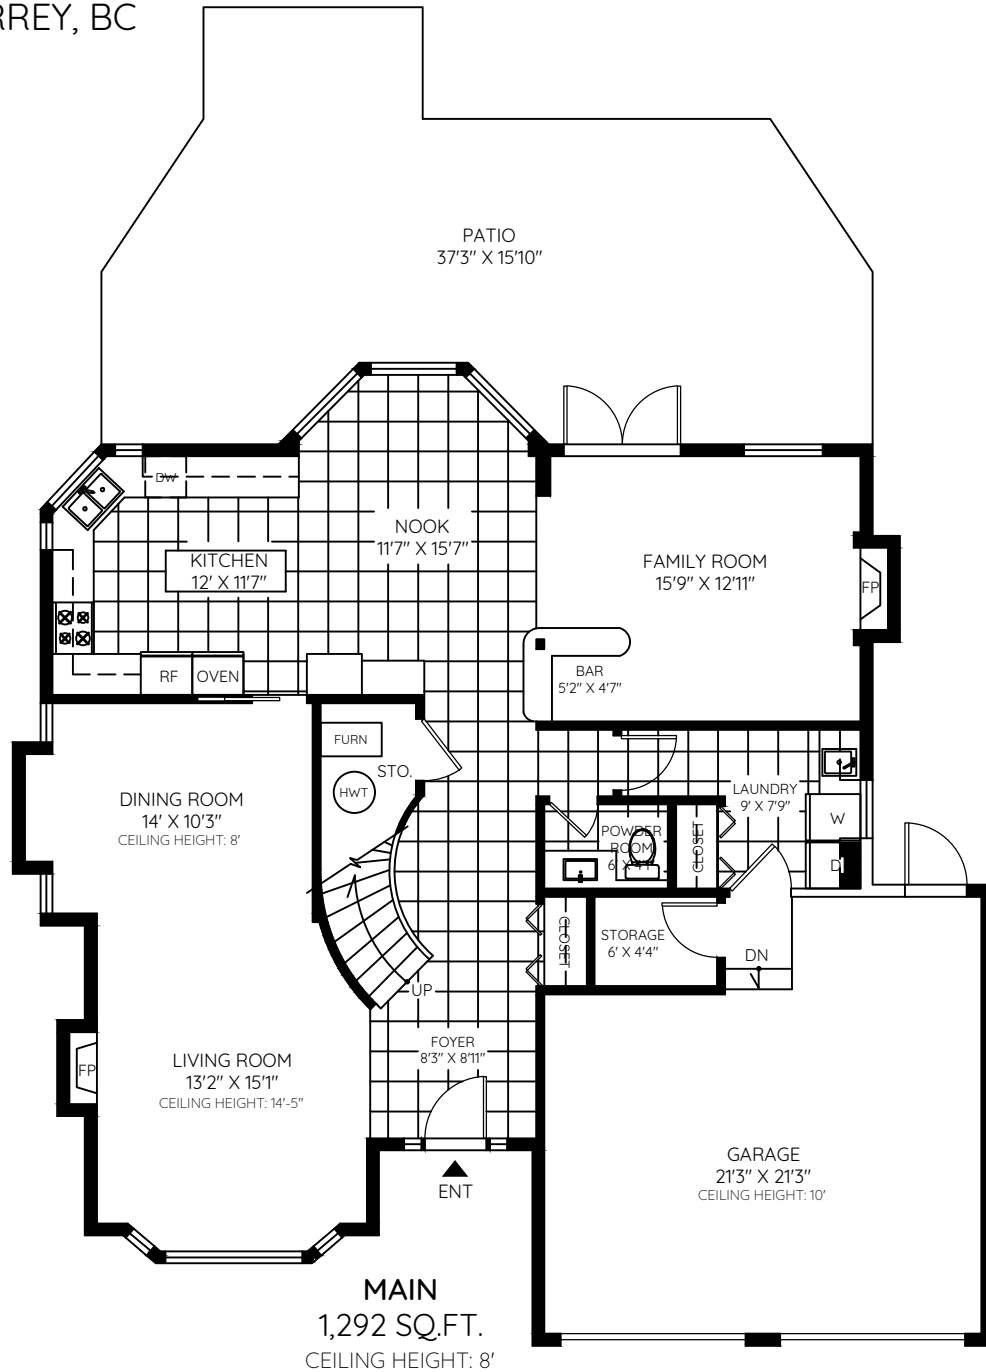 RREY, BC
PATIO
37'3" X 15'10"
DW
NOOK
11'7" X 15'7"
KITCHEN
12' X 11'7"
FAMILY ROOM
15'9" X 12'11"
FP
BAR
5'2" X 4'7"
RF
OVEN
FURN
STO.
HWT
LAUNDRY
9' X 7'9"
W
D
DINING ROOM
14' X 10'3"
CEILING HEIGHT: 8'
POWDER
ROOM
6' X 4'1"
CLOSET
CLOSET
STORAGE
6' X 4'4"
DN
UP
FOYER
8'3" X 8'11"
LIVING ROOM
13'2" X 15'1"
CEILING HEIGHT: 14'-5"
FP
GARAGE
21'3" X 21'3"
CEILING HEIGHT: 10'
ENT
MAIN
1,292 SQ.FT.
CEILING HEIGHT: 8'